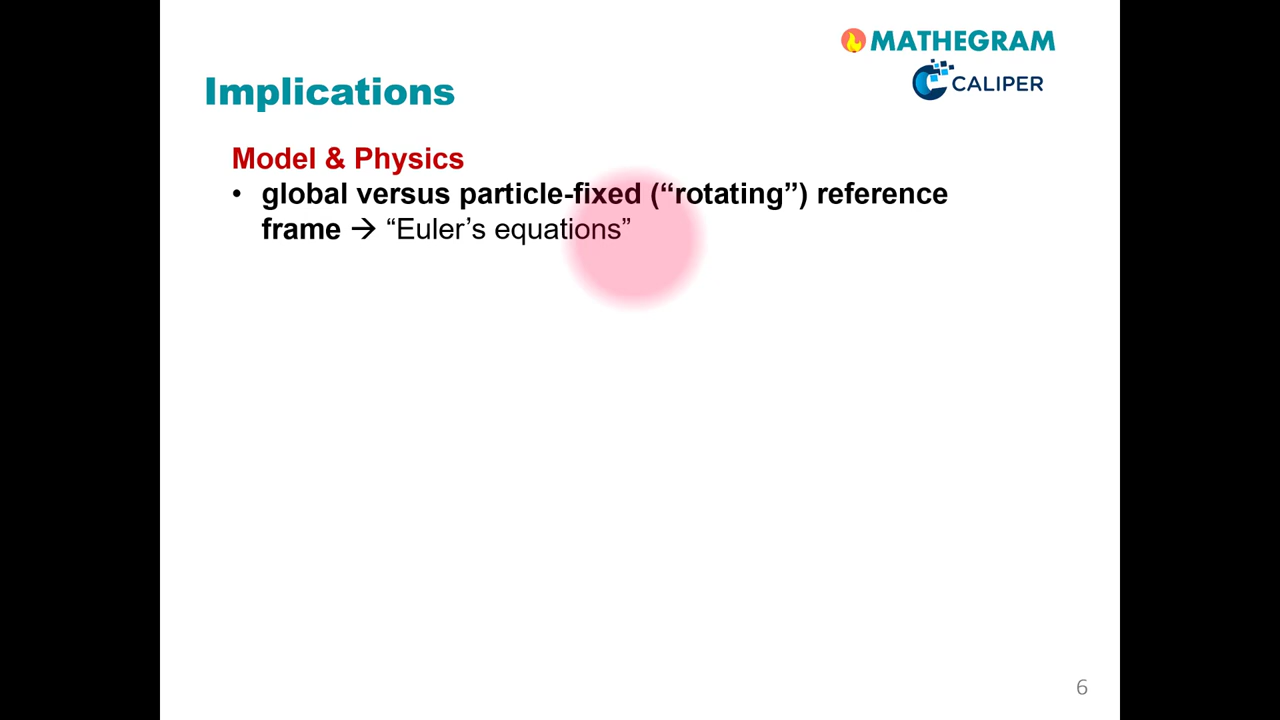 MATHEGRAM
CALIPER
Implications
Model & Physics
• global versus particle-fixed (“rotating”) reference
frame → “Euler’s equations”
6